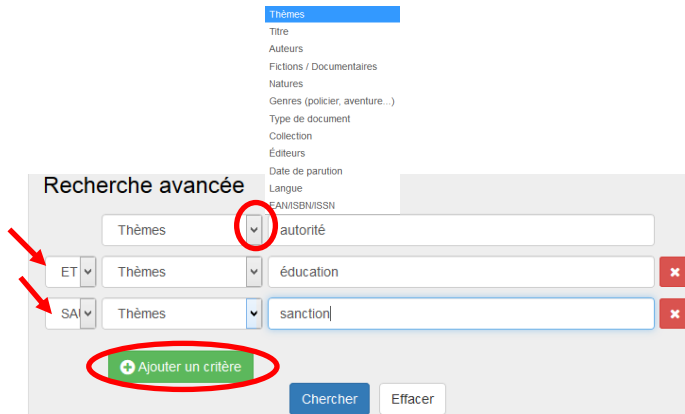 Thèmes
Titre
Auteurs
Fictions / Documentaires
Natures
Genres (policier, aventure...)
Type de document
Collection
Éditeurs
Date de parution
Langue
EAN/ISBN/ISSN
Recherche avancée
Thèmes autorité
ET Thèmes éducation
SAU Thèmes sanction
Ajouter un critère
Chercher Effacer